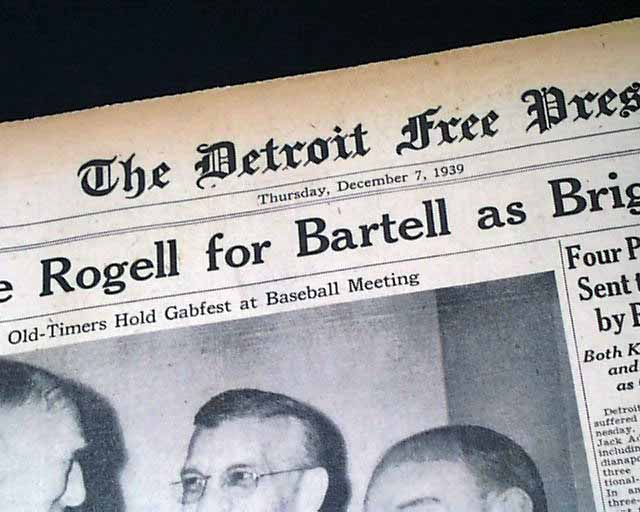 The Detroit Free Pres
Thursday, December 7, 1939
e Rogell for Bartell as Brig
Old-Timers Hold Gabfest at Baseball Meeting
Four P
Sent t
by P
Both K
and
as
Detroit
suffered
nesday,
Jack A
includin
dianapo
three
tional-
In an
three-